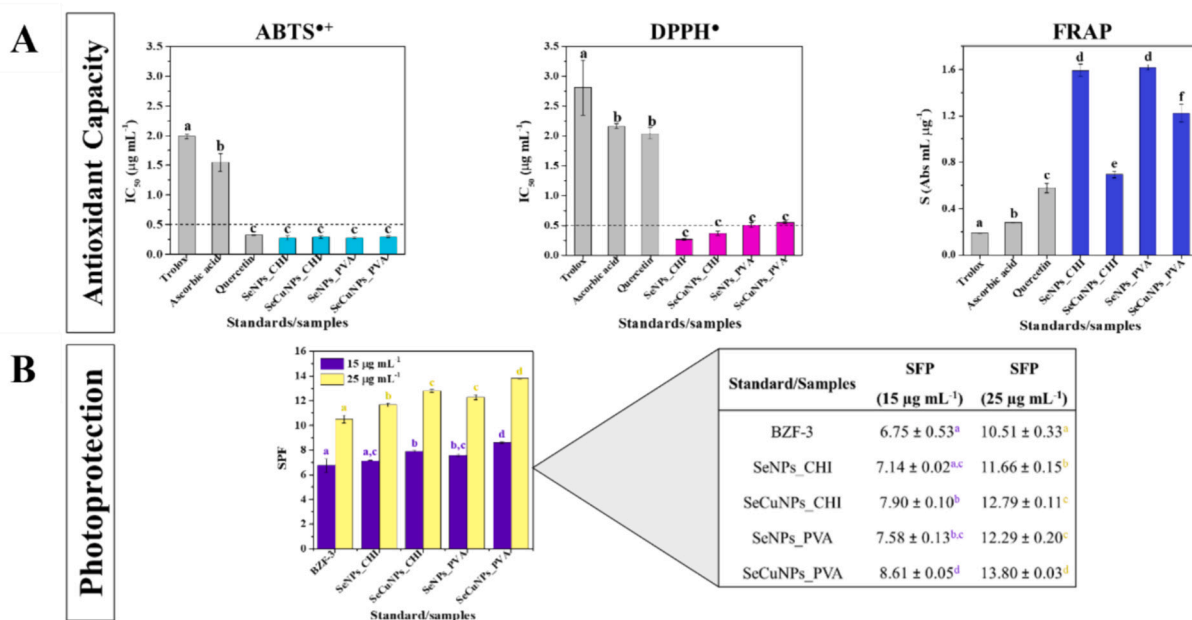 A
Antioxidant Capacity
ABTS•+
3.5
3.0
2.5
2.0
1.5
1.0
0.5
0.0
IC50 (µg mL-1)
a
b
c
c
c
c
c
Trolox
Ascorbic acid
Quercetin
SeNPs_CHI
SeCuNPs_CHI
SeNPs_PVA
SeCuNPs_PVA
Standards/samples
DPPH•
3.5
3.0
2.5
2.0
1.5
1.0
0.5
0.0
IC50 (µg mL-1)
a
b
b
c
c
c
c
Trolox
Ascorbic acid
Quercetin
SeNPs_CHI
SeCuNPs_CHI
SeNPs_PVA
SeCuNPs_PVA
Standards/samples
FRAP
1.6
1.2
0.8
0.4
0.0
S (Abs mL µg-1)
a
b
c
d
e
d
f
Trolox
Ascorbic acid
Quercetin
SeNPs_CHI
SeCuNPs_CHI
SeNPs_PVA
SeCuNPs_PVA
Standards/samples
B
Photoprotection
16
14
12
10
8
6
4
2
0
SPF
15 µg mL-1
25 µg mL-1
a
a
a,c
b
b
c
b,c
c
d
d
BZF-3
SeNPs_CHI
SeCuNPs_CHI
SeNPs_PVA
SeCuNPs_PVA
Standard/samples
Standard/Samples SFP (15 µg mL-1) SFP (25 µg mL-1)
BZF-3 6.75 ± 0.53a 10.51 ± 0.33a
SeNPs_CHI 7.14 ± 0.02a,c 11.66 ± 0.15b
SeCuNPs_CHI 7.90 ± 0.10b 12.79 ± 0.11c
SeNPs_PVA 7.58 ± 0.13b,c 12.29 ± 0.20c
SeCuNPs_PVA 8.61 ± 0.05d 13.80 ± 0.03d